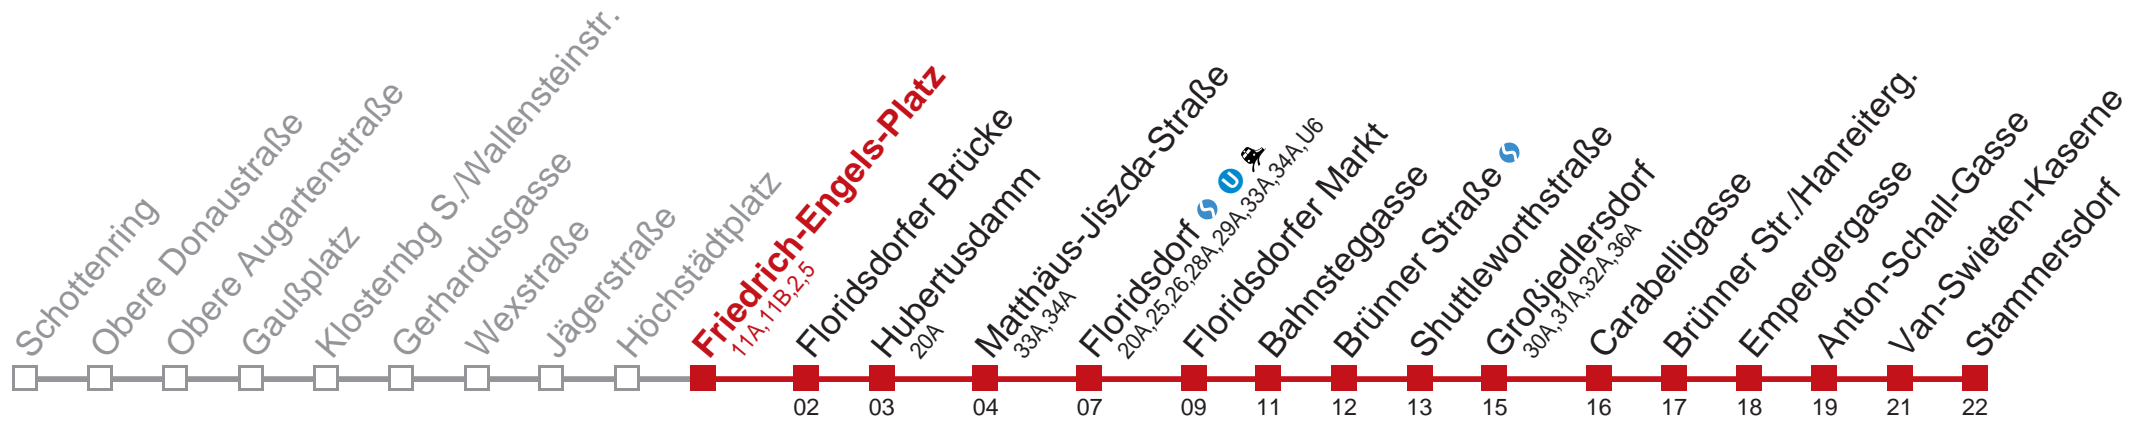 Schottenring
Obere Donaustraße
Obere Augartenstraße
Gaußplatz
Klosternbg S./Wallensteinstr.
Gerhardusgasse
Wexstraße
Jägerstraße
Höchstädtplatz
Friedrich-Engels-Platz
11A,11B,2,5
Floridsdorfer Brücke
Hubertusdamm
20A
Matthäus-Jiszda-Straße
33A,34A
Floridsdorf S U
20A,25,26,28A,29A,33A,34A,U6
Floridsdorfer Markt
Bahnsteggasse
Brünner Straße S
Shuttleworthstraße
Großjedlersdorf
30A,31A,32A,36A
Carabelligasse
Brünner Str./Hanreiterg.
Empergergasse
Anton-Schall-Gasse
Van-Swieten-Kaserne
Stammersdorf
02 03 04 07 09 11 12 13 15 16 17 18 19 21 22